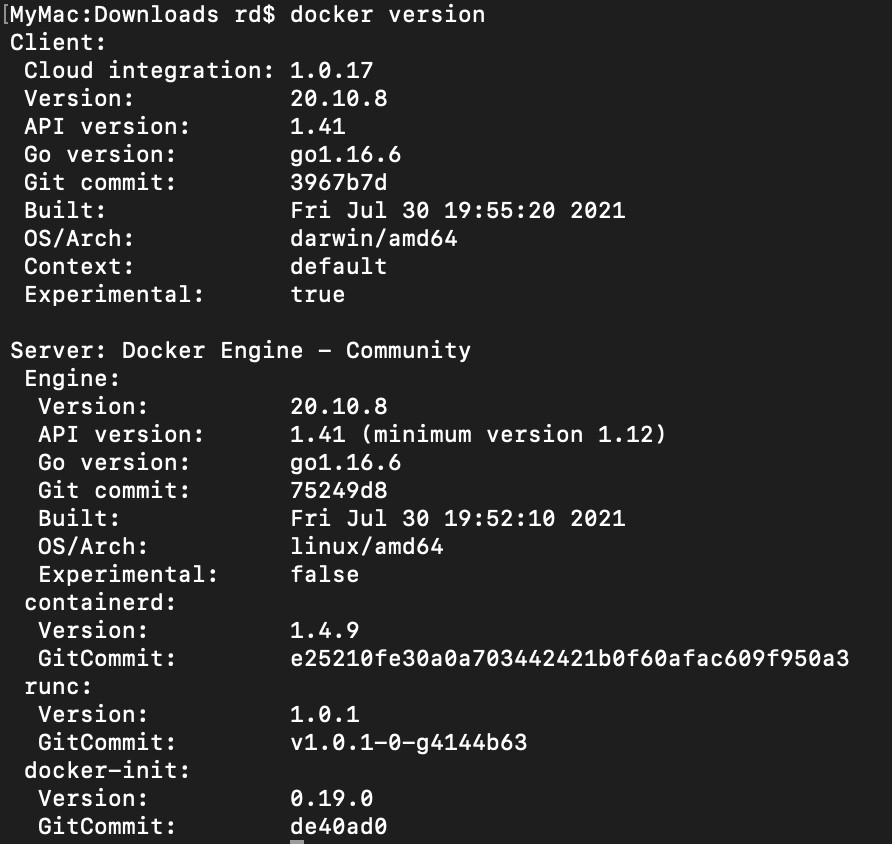 [MyMac:Downloads rd$ docker version
Client:
 Cloud integration: 1.0.17
 Version:           20.10.8
 API version:       1.41
 Go version:        go1.16.6
 Git commit:        3967b7d
 Built:             Fri Jul 30 19:55:20 2021
 OS/Arch:           darwin/amd64
 Context:           default
 Experimental:      true

Server: Docker Engine - Community
 Engine:
  Version:          20.10.8
  API version:      1.41 (minimum version 1.12)
  Go version:       go1.16.6
  Git commit:       75249d8
  Built:            Fri Jul 30 19:52:10 2021
  OS/Arch:          linux/amd64
  Experimental:     false
 containerd:
  Version:          1.4.9
  GitCommit:        e25210fe30a0a703442421b0f60afac609f950a3
 runc:
  Version:          1.0.1
  GitCommit:        v1.0.1-0-g4144b63
 docker-init:
  Version:          0.19.0
  GitCommit:        de40ad0